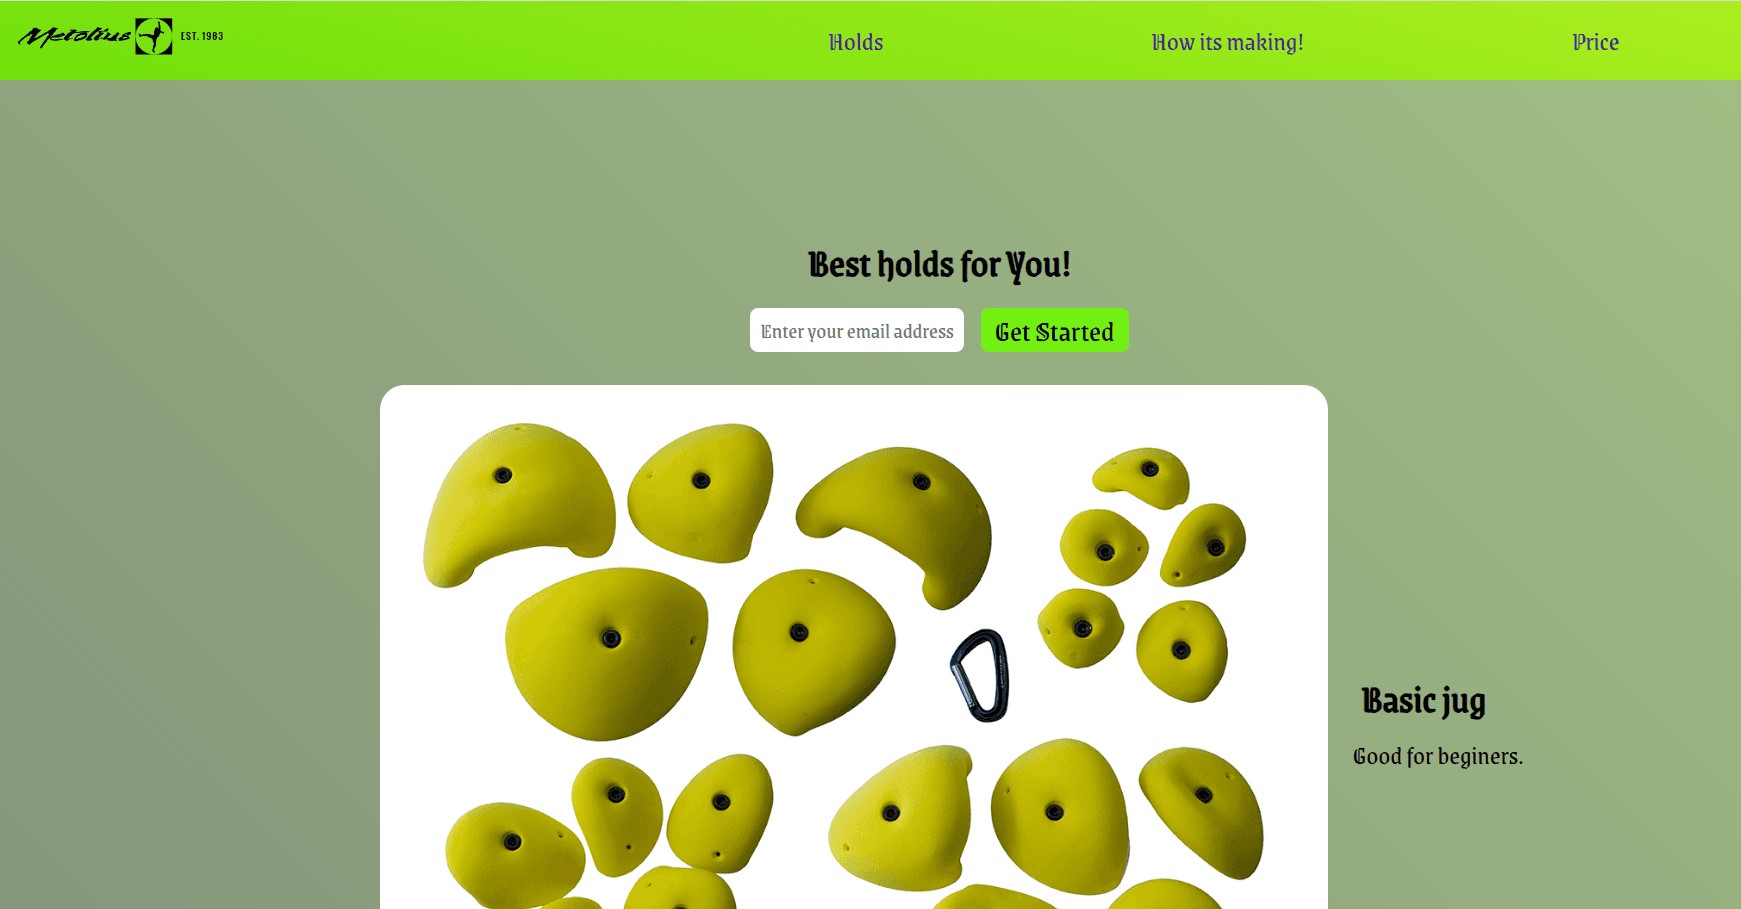 Metolius EST. 1983
Holds
How its making!
Price
Best holds for You!
Enter your email address
Get Started
Basic jug
Good for beginers.